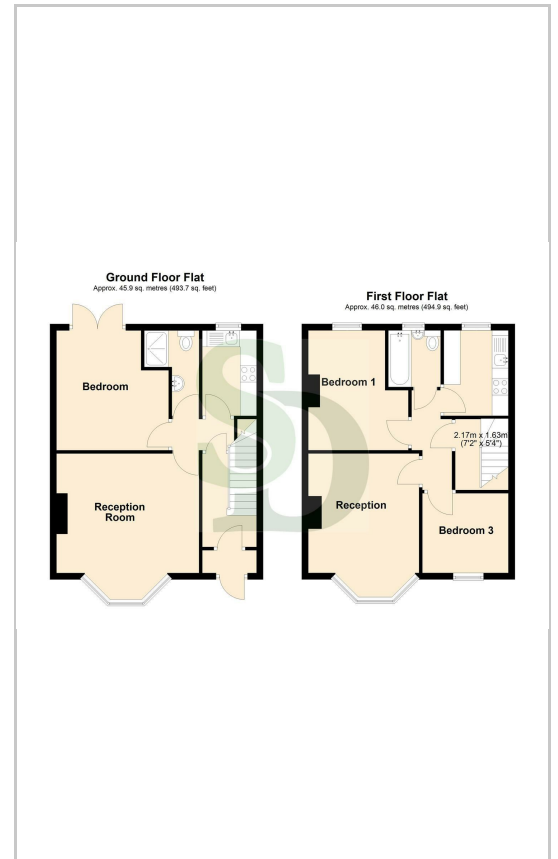 Ground Floor Flat
Approx. 45.9 sq. metres (493.7 sq. feet)
Bedroom
Reception
Room
First Floor Flat
Approx. 46.0 sq. metres (494.9 sq. feet)
Bedroom 1
2.17m x 1.63m
(7'2" x 5'4")
Reception
Bedroom 3
SD